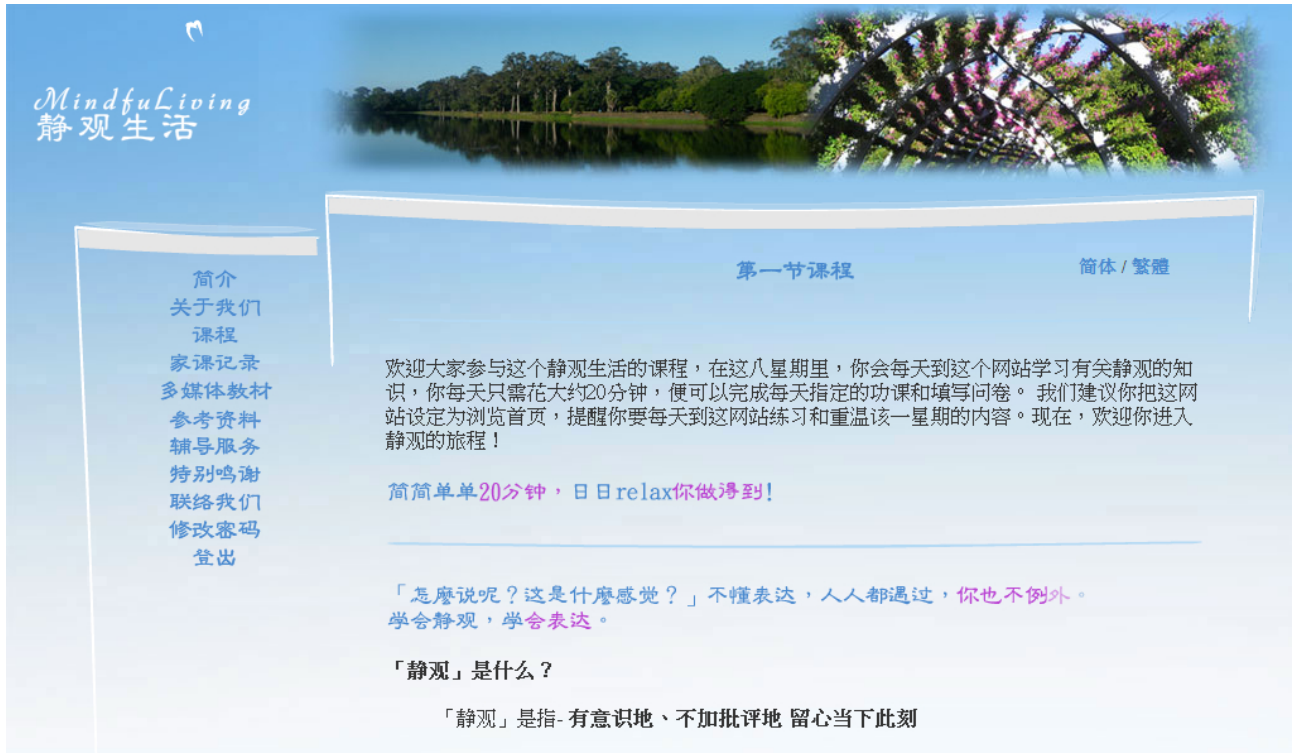 MindfuLiving
静观生活
简介
关于我们
课程
家课记录
多媒体教材
参考资料
辅导服务
特别鸣谢
联络我们
修改密码
登出
第一节课程
简体 / 繁體
欢迎大家参与这个静观生活的课程，在这八星期里，你会每天到这个网站学习有关静观的知
识，你每天只需花大约20分钟，便可以完成每天指定的功课和填写问卷。 我们建议你把这网
站设定为浏览首页，提醒你要每天到这网站练习和重温该一星期的内容。现在，欢迎你进入
静观的旅程！
简简单单20分钟，日日relax你做得到!
「怎麼说呢？这是什麼感觉？」不懂表达，人人都遇过，你也不例外。
学会静观，学会表达。
「静观」是什么？
「静观」是指- 有意识地、不加批评地 留心当下此刻